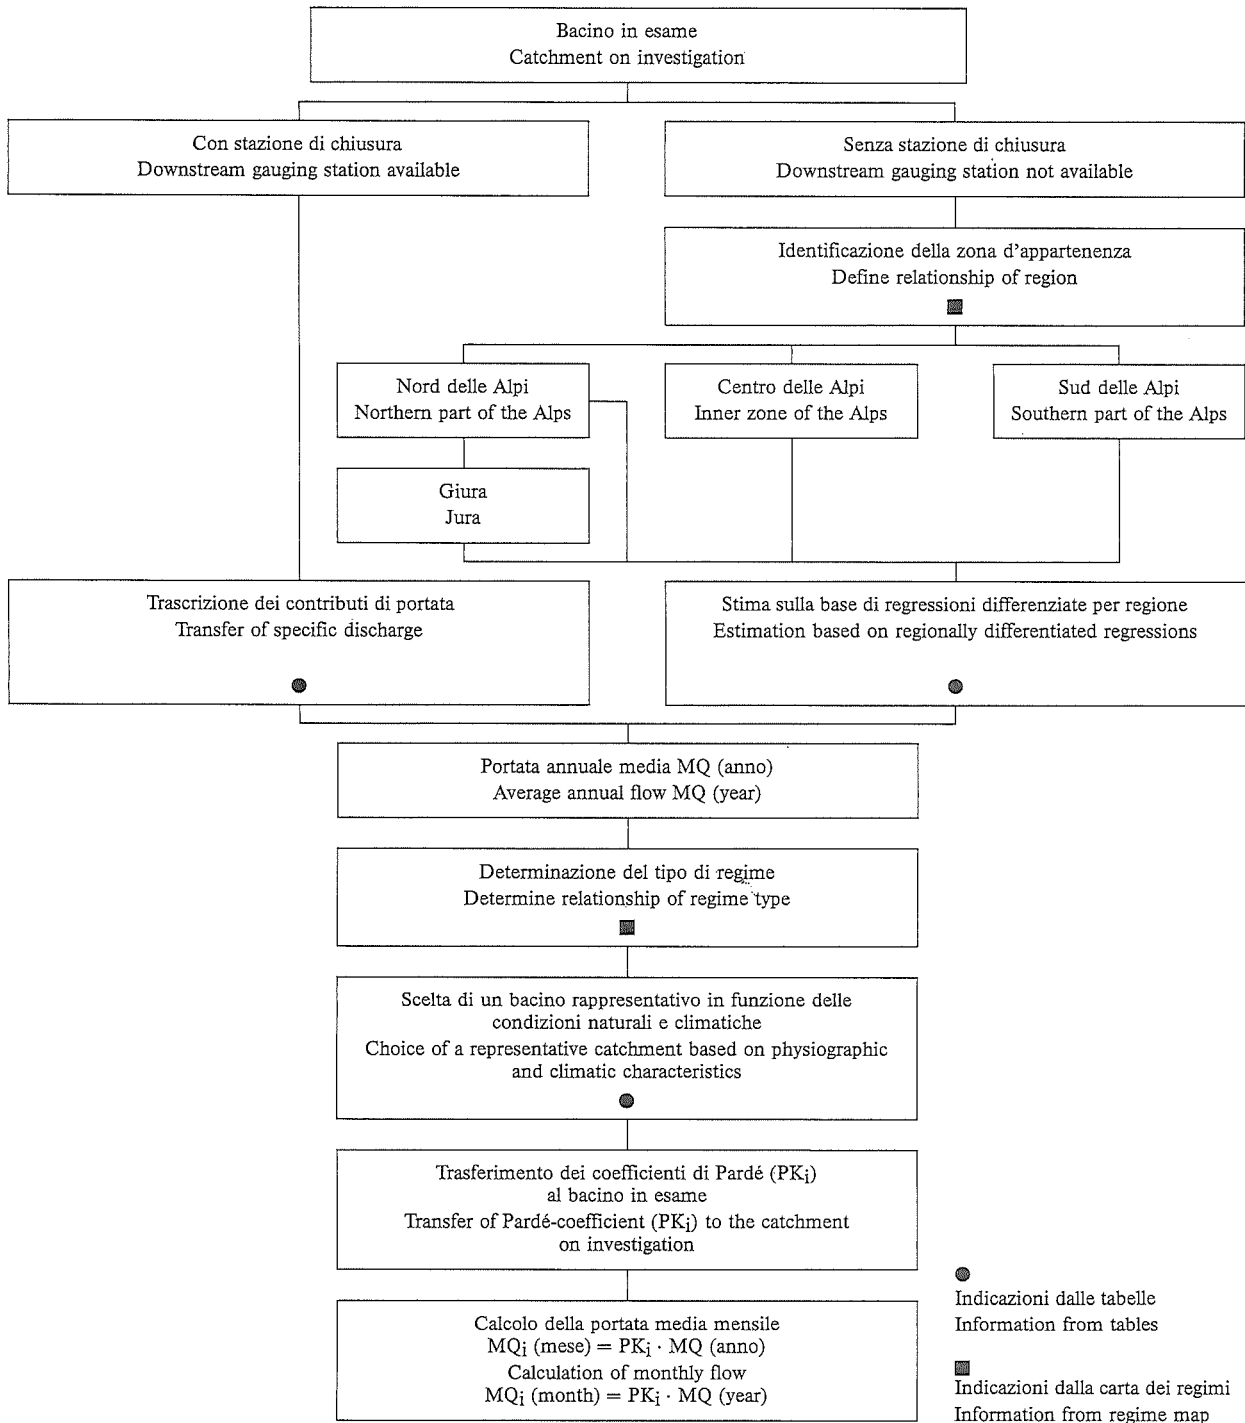 Bacino in esame
Catchment on investigation
Con stazione di chiusura
Downstream gauging station available
Senza stazione di chiusura
Downstream gauging station not available
Identificazione della zona d'appartenenza
Define relationship of region
Nord delle Alpi
Northern part of the Alps
Centro delle Alpi
Inner zone of the Alps
Sud delle Alpi
Southern part of the Alps
Giura
Jura
Trascrizione dei contributi di portata
Transfer of specific discharge
Stima sulla base di regressioni differenziate per regione
Estimation based on regionally differentiated regressions
Portata annuale media MQ (anno)
Average annual flow MQ (year)
Determinazione del tipo di regime
Determine relationship of regime type
Scelta di un bacino rappresentativo in funzione delle
condizioni naturali e climatiche
Choice of a representative catchment based on physiographic
and climatic characteristics
Trasferimento dei coefficienti di Pardé (PKi)
al bacino in esame
Transfer of Pardé-coefficient (PKi) to the catchment
on investigation
Calcolo della portata media mensile
MQi (mese) = PKi · MQ (anno)
Calculation of monthly flow
MQi (month) = PKi · MQ (year)
Indicazioni dalle tabelle
Information from tables
Indicazioni dalla carta dei regimi
Information from regime map